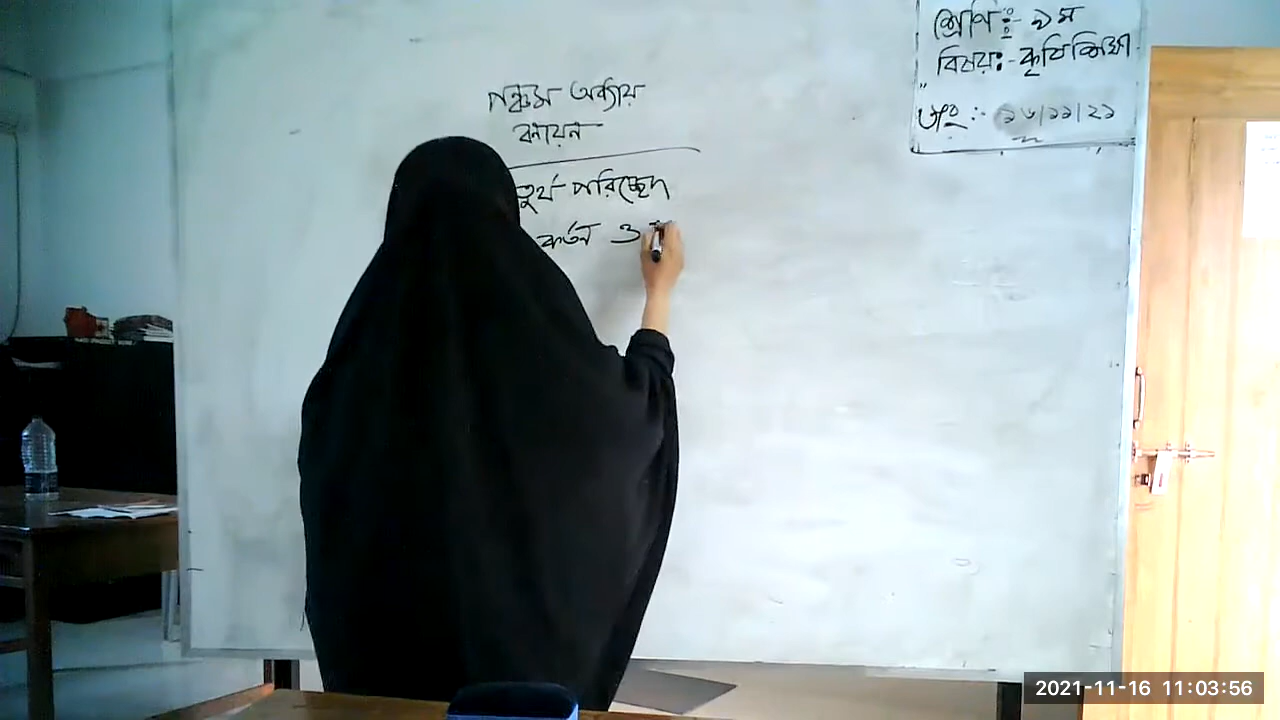 শ্রেণি:- ৯ম
বিষয়:- কৃষি শিক্ষা
তাং:- ১৬/১১/২১
পঞ্চম অধ্যায়
বনায়ন
তুর্থ পরিচ্ছেদ
কর্তন ও
2021-11-16 11:03:56